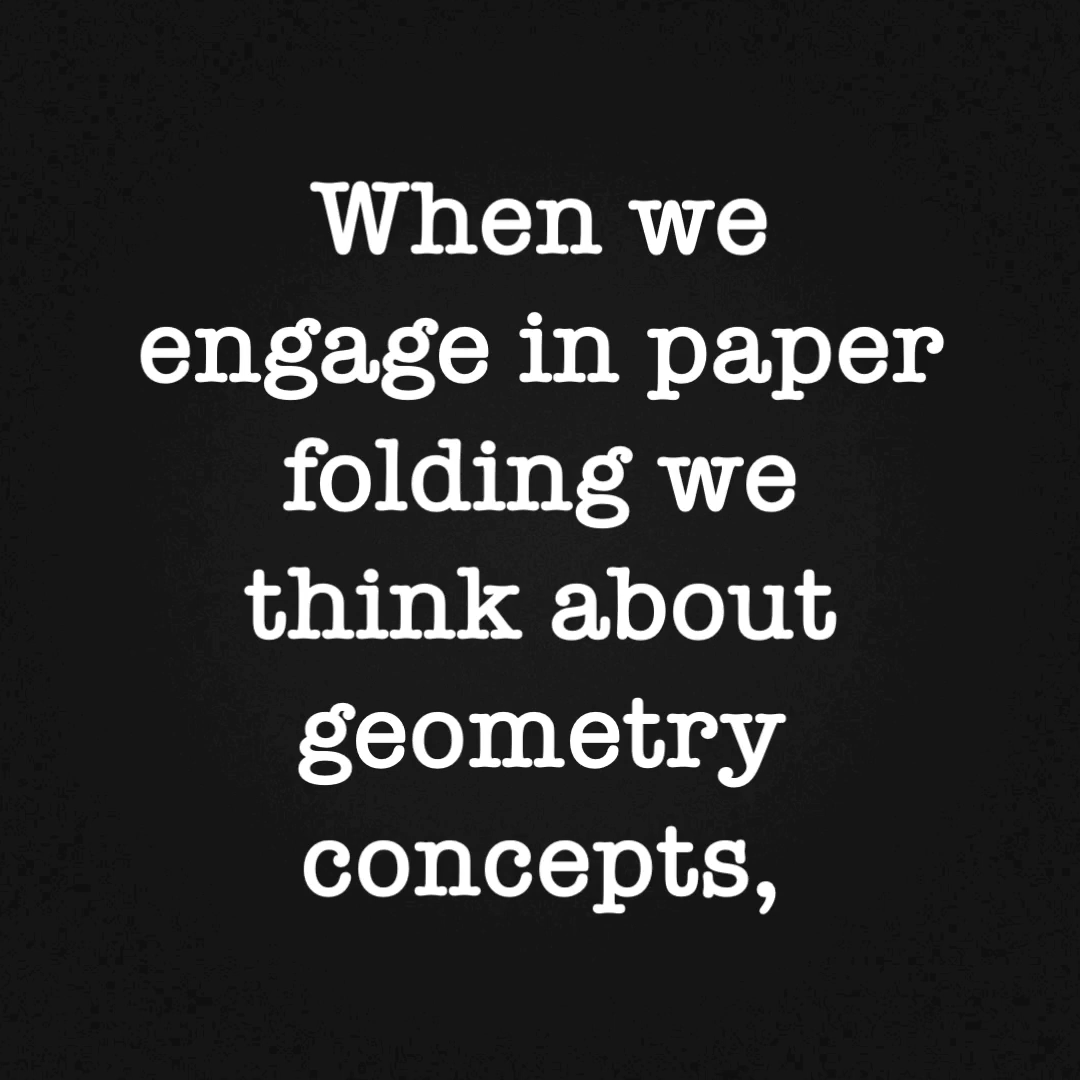 When we
engage in paper
folding we
think about
geometry
concepts,